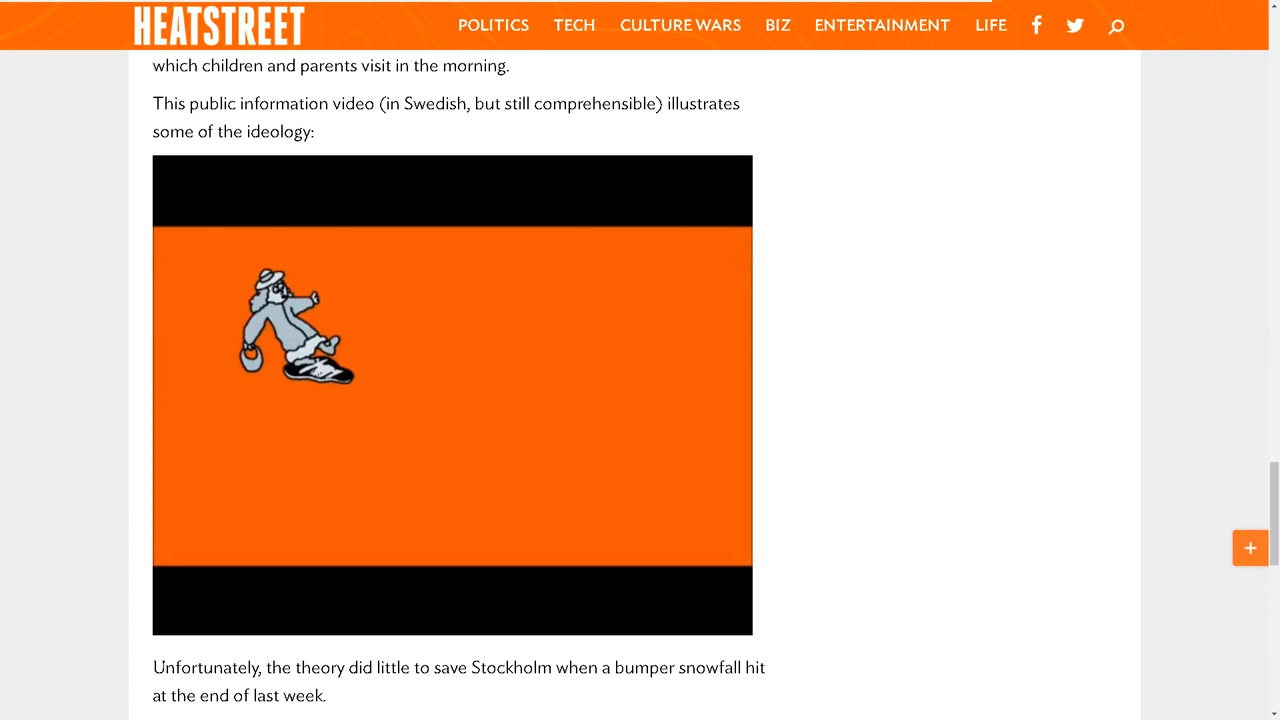 HEATSTREET
POLITICS TECH CULTURE WARS BIZ ENTERTAINMENT LIFE
which children and parents visit in the morning.
This public information video (in Swedish, but still comprehensible) illustrates
some of the ideology:
Unfortunately, the theory did little to save Stockholm when a bumper snowfall hit
at the end of last week.